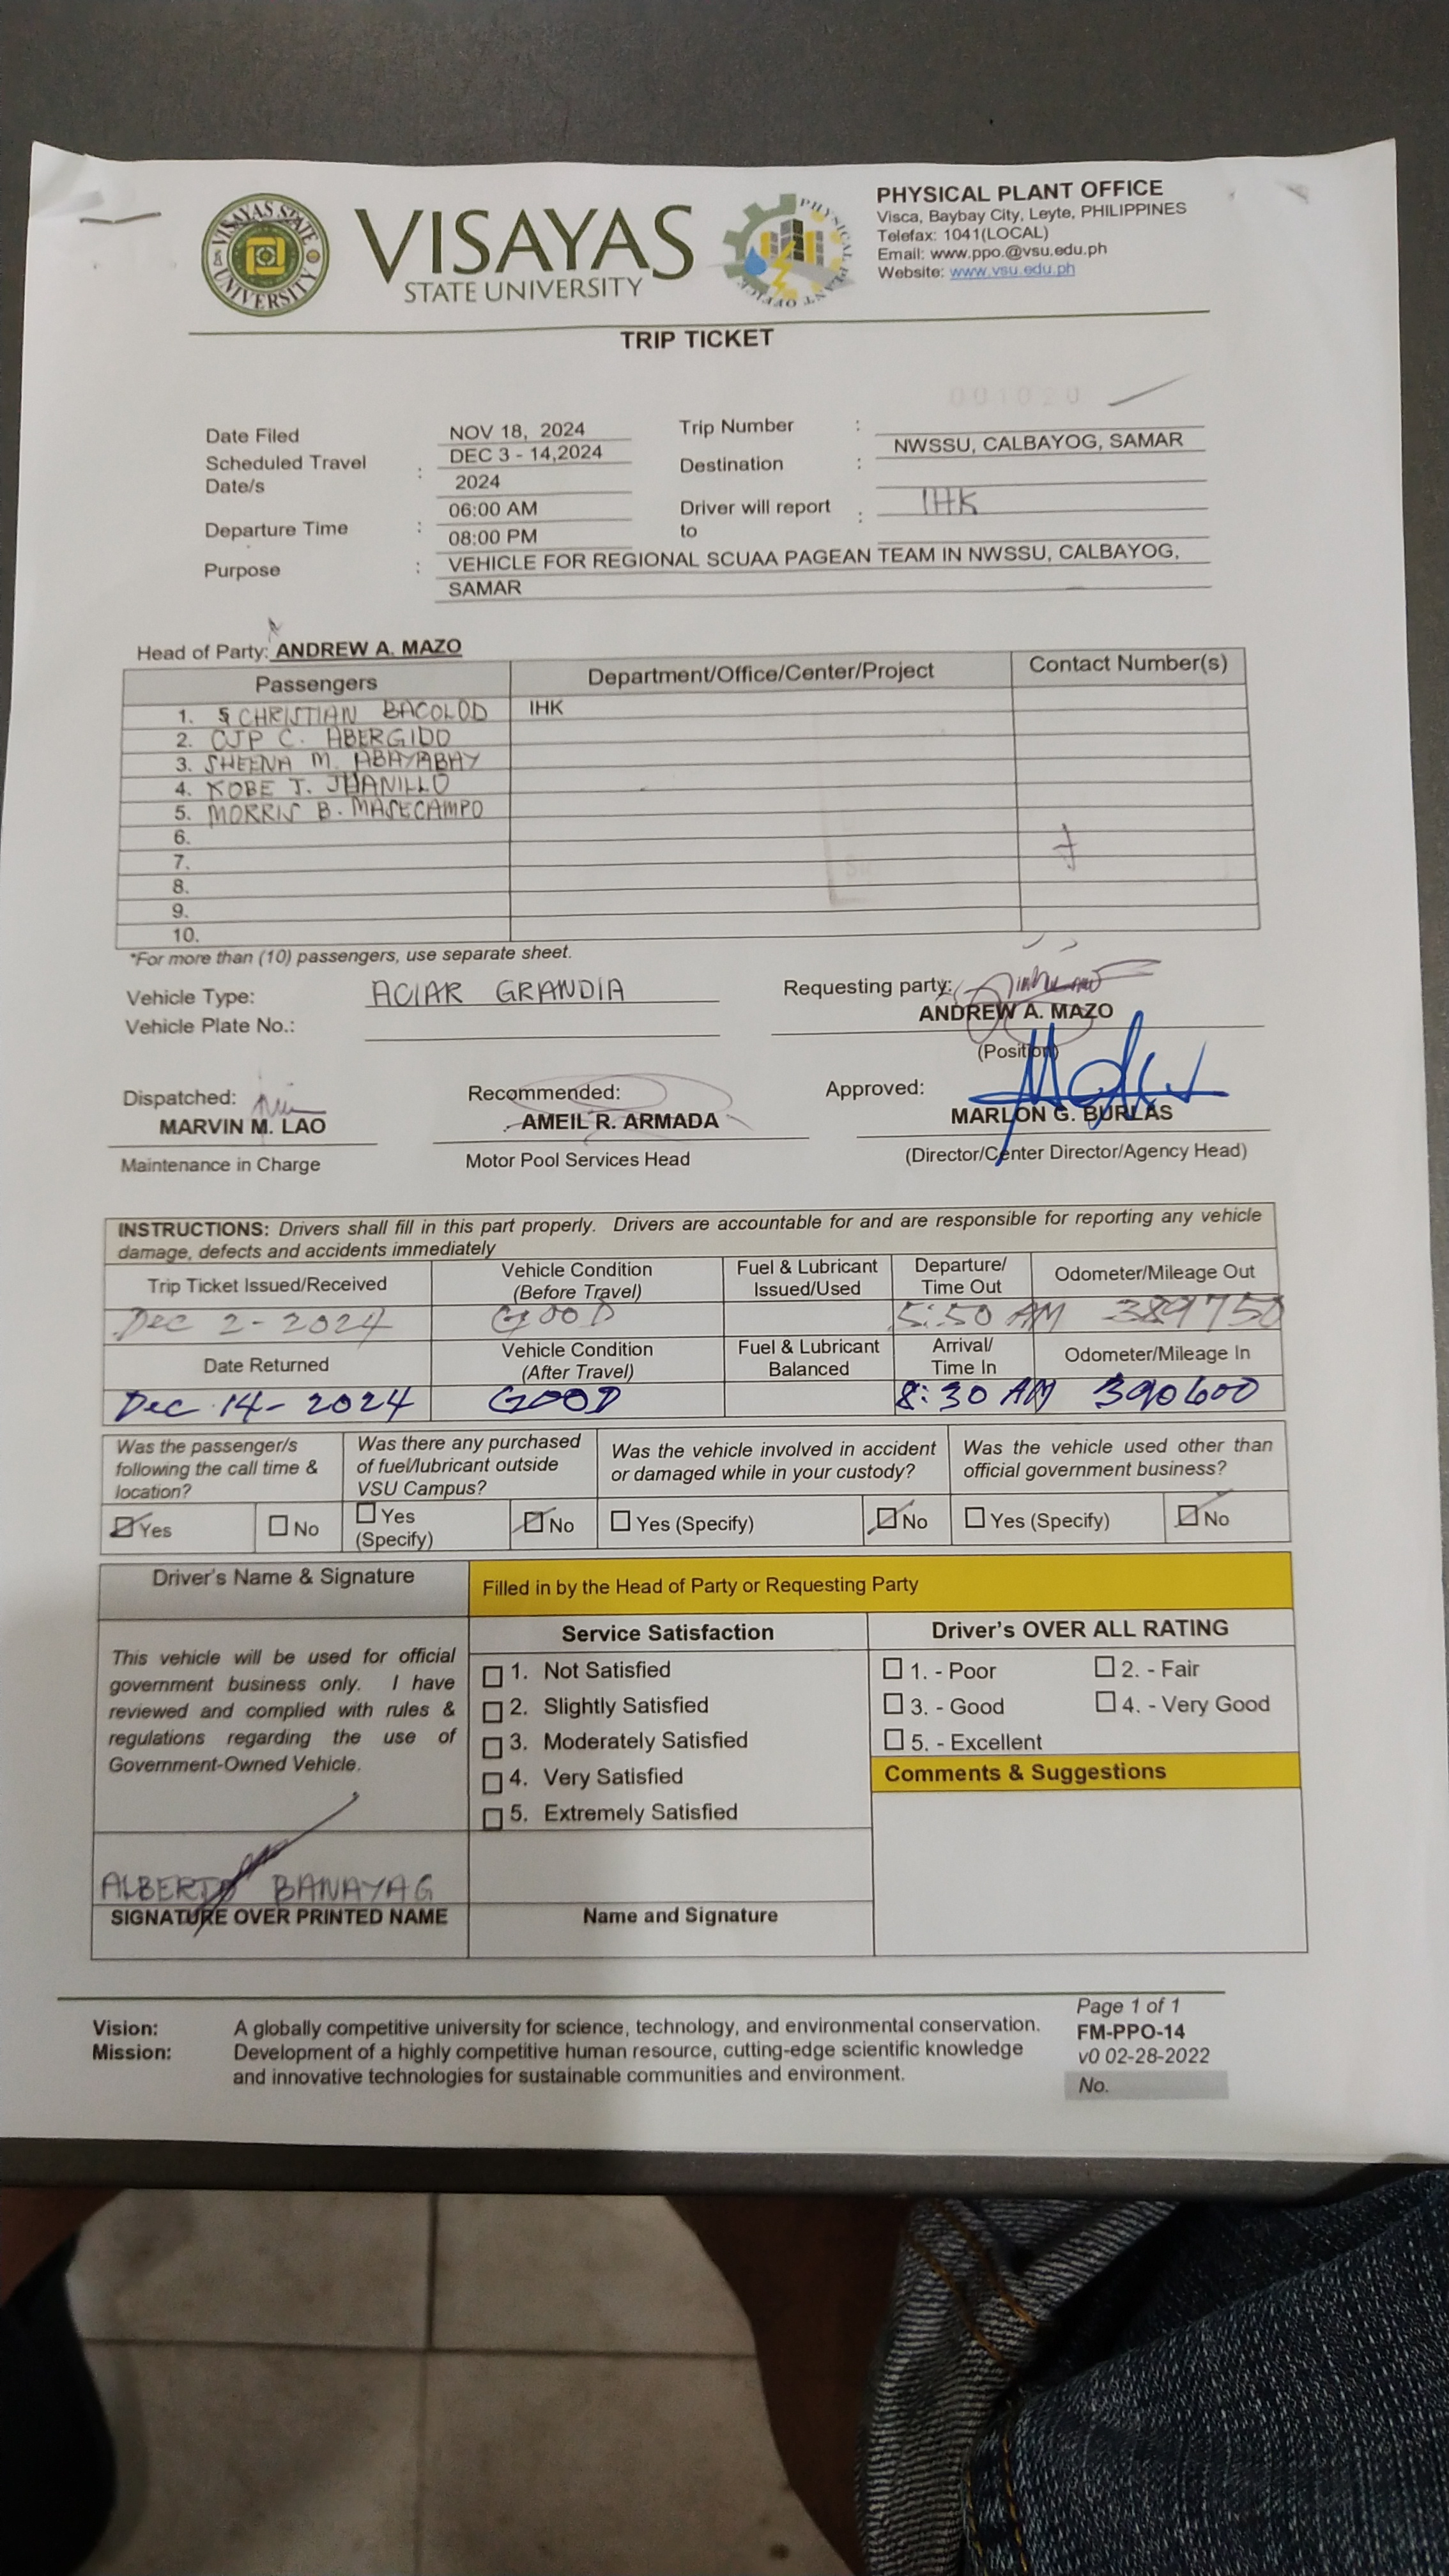 VISAYAS STATE UNIVERSITY
VISAYAS
STATE UNIVERSITY
PHYSICAL PLANT OFFICE
PHYSICAL PLANT OFFICE
Visca, Baybay City, Leyte, PHILIPPINES
Telefax: 1041(LOCAL)
Email: www.ppo.@vsu.edu.ph
Website: www.vsu.edu.ph
TRIP TICKET
Date Filed NOV 18, 2024 Trip Number :
Scheduled Travel Date/s : DEC 3 - 14,2024 2024 Destination : NWSSU, CALBAYOG, SAMAR
Departure Time : 06:00 AM 08:00 PM Driver will report to : IHK
Purpose : VEHICLE FOR REGIONAL SCUAA PAGEAN TEAM IN NWSSU, CALBAYOG,
SAMAR
Head of Party: ANDREW A. MAZO
Passengers Department/Office/Center/Project Contact Number(s)
1. CHRISTIAN BACOLOD IHK
2. CJP C. ABERGIDO
3. SHEENA M. ABAYABAY
4. KOBE T. JUANILLO
5. MORRIS B. MASECAMPO
6.
7.
8.
9.
10.
*For more than (10) passengers, use separate sheet.
Vehicle Type: ACIAR GRANDIA Requesting party:
Vehicle Plate No.: ANDREW A. MAZO
(Position)
Dispatched: Recommended: Approved:
MARVIN M. LAO AMEIL R. ARMADA MARLON G. BURLAS
Maintenance in Charge Motor Pool Services Head (Director/Center Director/Agency Head)
INSTRUCTIONS: Drivers shall fill in this part properly. Drivers are accountable for and are responsible for reporting any vehicle
damage, defects and accidents immediately
Trip Ticket Issued/Received Vehicle Condition (Before Travel) Fuel & Lubricant Issued/Used Departure/ Time Out Odometer/Mileage Out
Dec 2-2024 GOOD 5:50 AM 389750
Date Returned Vehicle Condition (After Travel) Fuel & Lubricant Balanced Arrival/ Time In Odometer/Mileage In
Dec 14-2024 GOOD 8:30 AM 390600
Was the passenger/s following the call time & location? Was there any purchased of fuel/lubricant outside VSU Campus? Was the vehicle involved in accident or damaged while in your custody? Was the vehicle used other than official government business?
Yes No Yes (Specify) No Yes (Specify) No Yes (Specify) No
Driver's Name & Signature Filled in by the Head of Party or Requesting Party
Service Satisfaction Driver's OVER ALL RATING
This vehicle will be used for official
government business only. I have
reviewed and complied with rules &
regulations regarding the use of
Government-Owned Vehicle.
1. Not Satisfied
2. Slightly Satisfied
3. Moderately Satisfied
4. Very Satisfied
5. Extremely Satisfied
1. - Poor 2. - Fair
3. - Good 4. - Very Good
5. - Excellent
Comments & Suggestions
ALBERTO BANAYAG
SIGNATURE OVER PRINTED NAME Name and Signature
Vision: A globally competitive university for science, technology, and environmental conservation.
Mission: Development of a highly competitive human resource, cutting-edge scientific knowledge
and innovative technologies for sustainable communities and environment.
Page 1 of 1
FM-PPO-14
v0 02-28-2022
No.